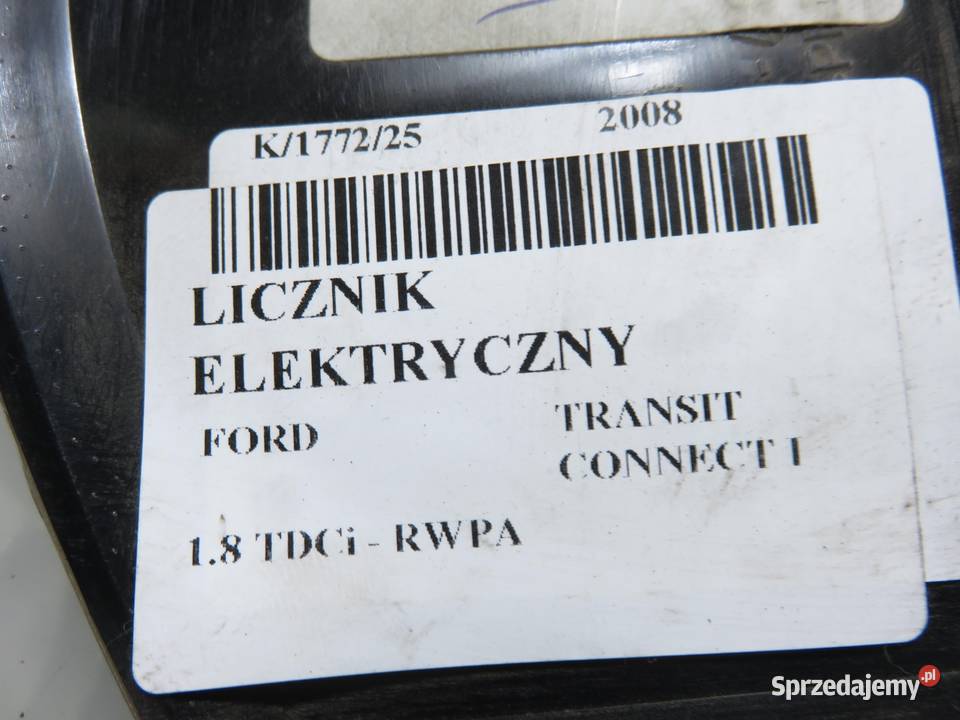 K/1772/25 2008
LICZNIK
ELEKTRYCZNY
FORD TRANSIT
CONNECT I
1.8 TDCi - RWPA
Sprzedajemy.pl